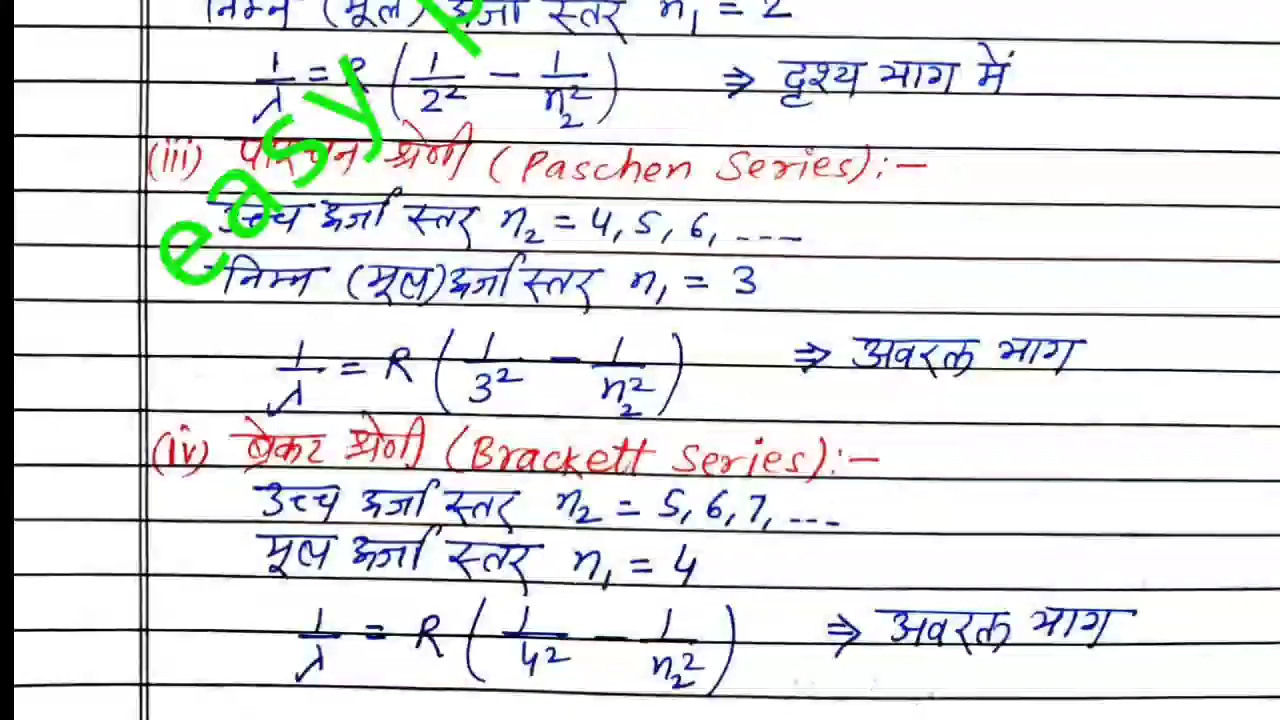 निम्न (मूल) ऊर्जा स्तर n₁ = 2
1/λ = R (1/2² − 1/n₂²) ⇒ दृश्य भाग में
(iii) पाश्चन श्रेणी (Paschen Series):−
उच्च ऊर्जा स्तर n₂ = 4, 5, 6, ----
निम्न (मूल) ऊर्जा स्तर n₁ = 3
1/λ = R (1/3² − 1/n₂²) ⇒ अवरक्त भाग
(iv) ब्रेकट श्रेणी (Brackett Series):−
उच्च ऊर्जा स्तर n₂ = 5, 6, 7, ---
मूल ऊर्जा स्तर n₁ = 4
1/λ = R (1/4² − 1/n₂²) ⇒ अवरक्त भाग
easy p